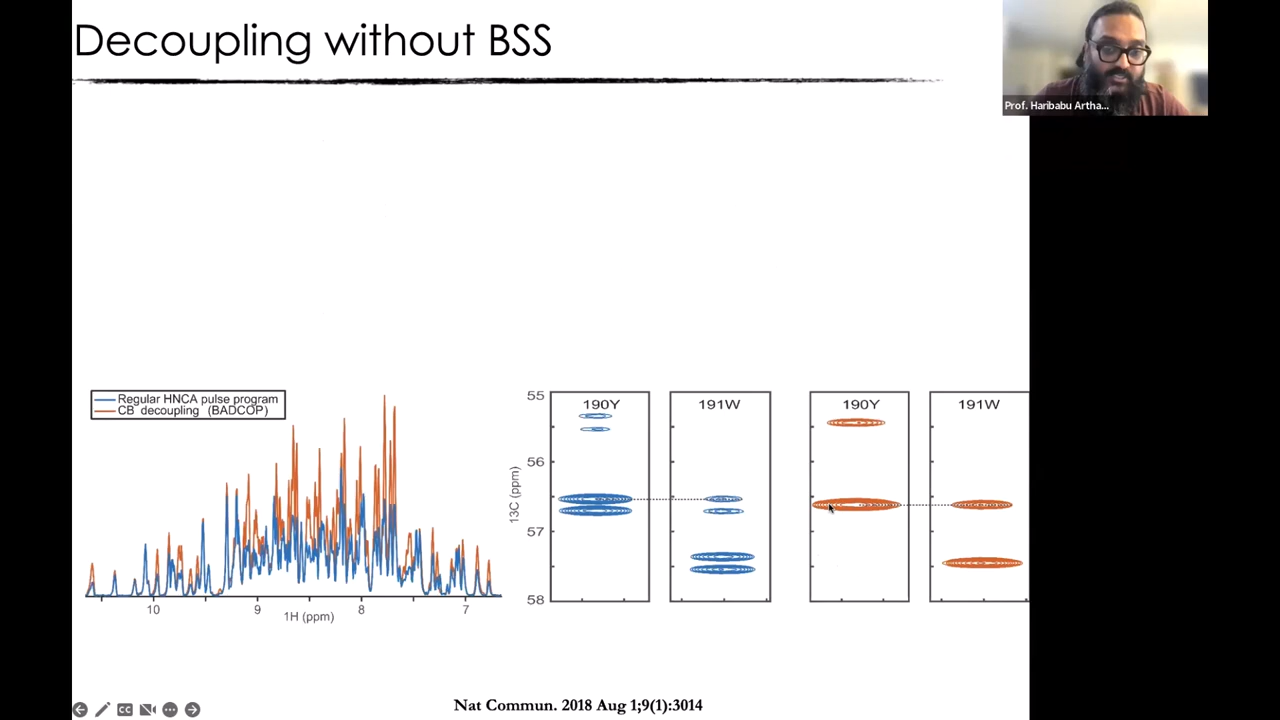 Decoupling without BSS
Prof. Haribabu Artha...
Regular HNCA pulse program
CB decoupling (BADCOP)
10
9
8
7
1H (ppm)
13C (ppm)
55
56
57
58
190Y
191W
190Y
191W
CC
Nat Commun. 2018 Aug 1;9(1):3014